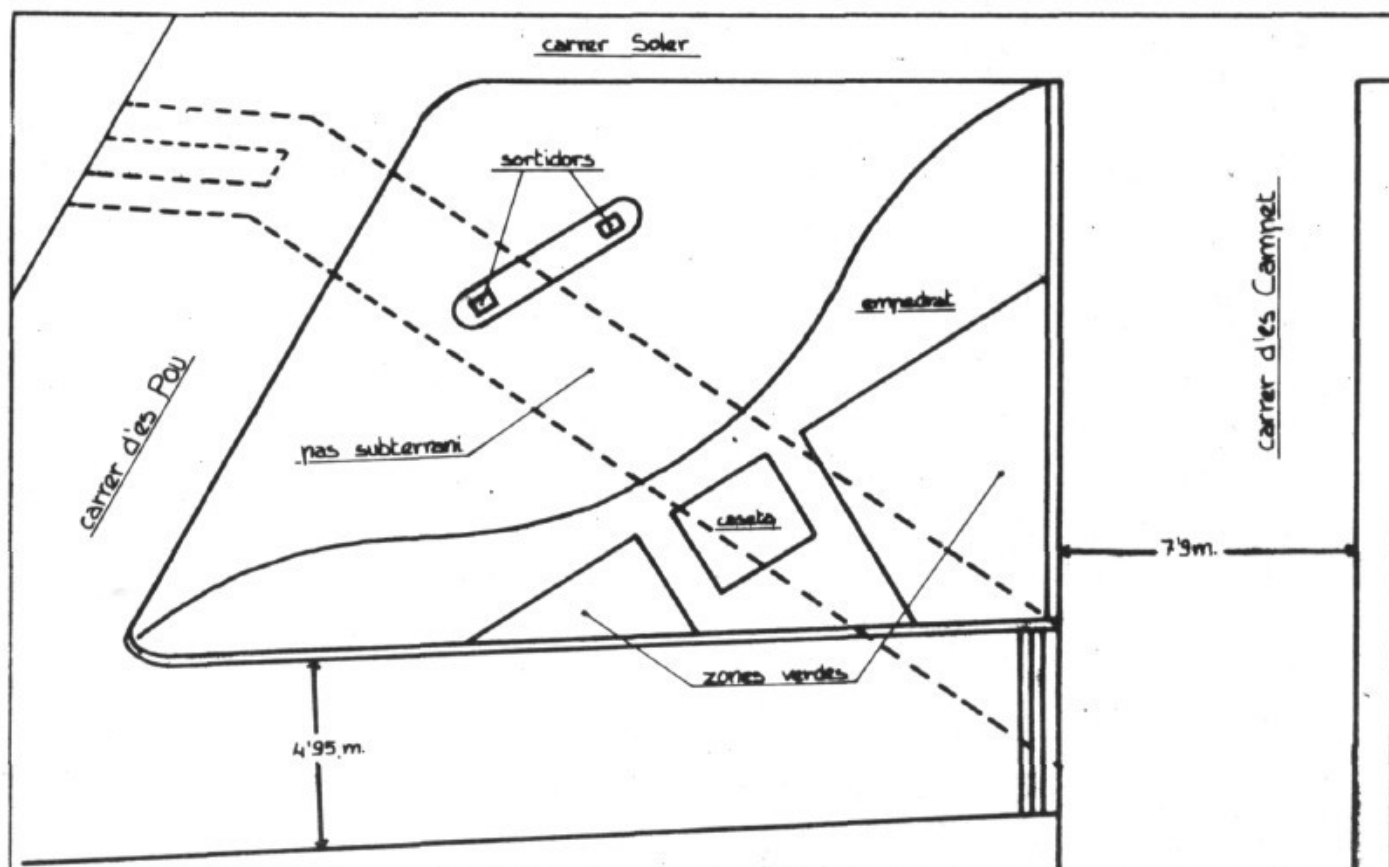 carrer Soler
sortidors
carrer d'es Campet
empedrat
carrer d'es Pou
pas subterrani
caseta
7'9m.
zones verdes
4'95 m.